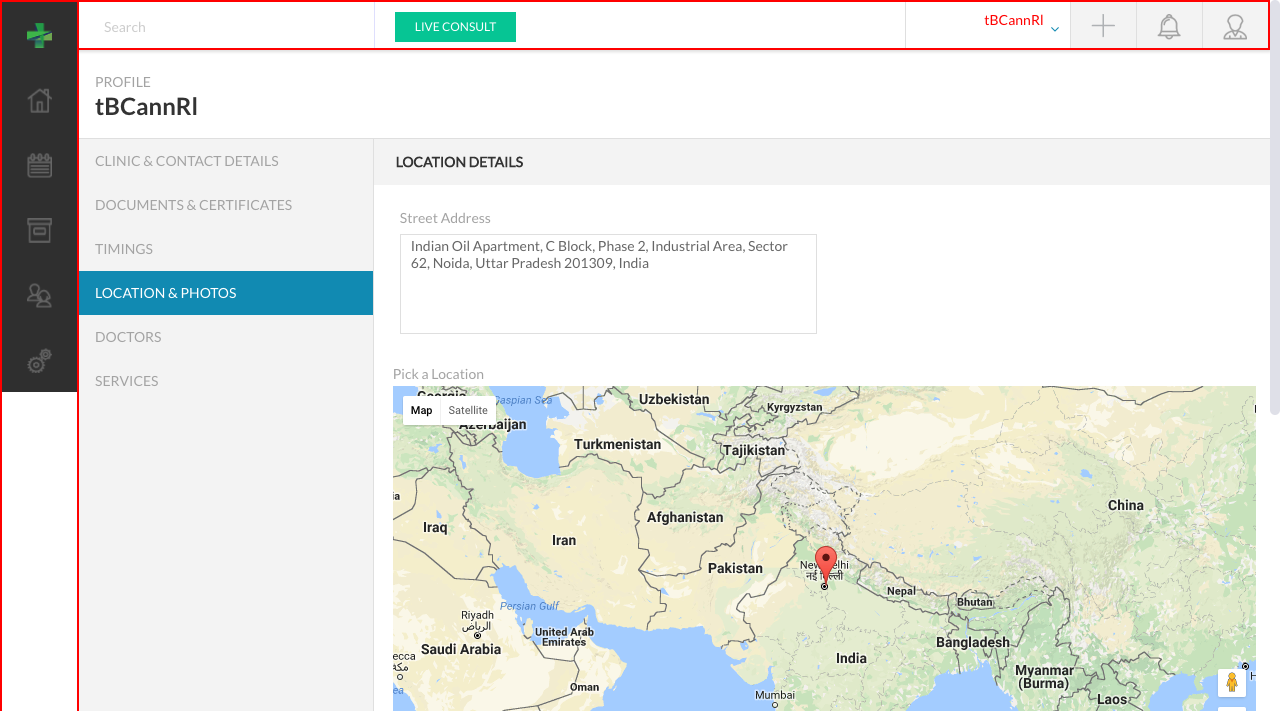 Search
LIVE CONSULT
tBCannRl
PROFILE
tBCannRl
CLINIC & CONTACT DETAILS
DOCUMENTS & CERTIFICATES
TIMINGS
LOCATION & PHOTOS
DOCTORS
SERVICES
LOCATION DETAILS
Street Address
Indian Oil Apartment, C Block, Phase 2, Industrial Area, Sector
62, Noida, Uttar Pradesh 201309, India
Pick a Location
Map
Satellite
Georgia
Caspian Sea
Azerbaijan
Uzbekistan
Kyrgyzstan
Turkmenistan
Tajikistan
China
Afghanistan
Iraq
Iran
Pakistan
New Delhi
नई दिल्ली
Nepal
Bhutan
Persian Gulf
Riyadh
الرياض
United Arab
Emirates
Saudi Arabia
Bangladesh
India
Myanmar
(Burma)
Oman
Mumbai
Laos
ecca
مكة
ea